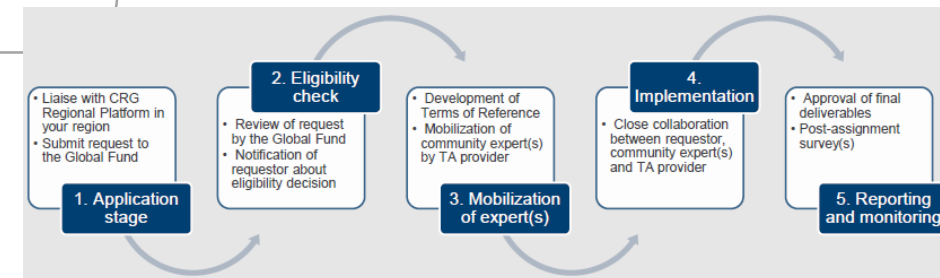 • Liaise with CRG
Regional Platform in
your region
• Submit request to
the Global Fund
1. Application
stage
2. Eligibility
check
• Review of request
by the Global Fund
• Notification of
requestor about
eligibility decision
• Development of
Terms of Reference
• Mobilization of
community expert(s)
by TA provider
3. Mobilization
of expert(s)
4.
Implementation
• Close collaboration
between requestor,
community expert(s)
and TA provider
• Approval of final
deliverables
• Post-assignment
survey(s)
5. Reporting
and monitoring